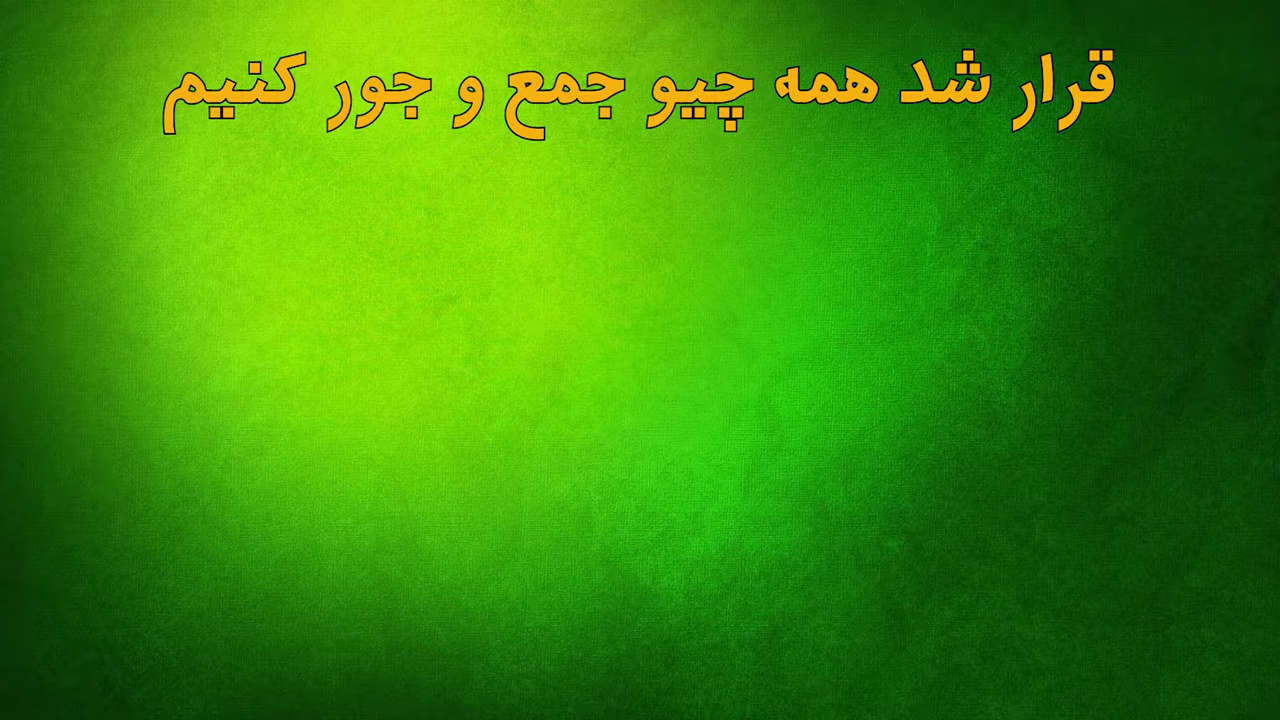 قرار شد همه چیو جمع و جور کنیم